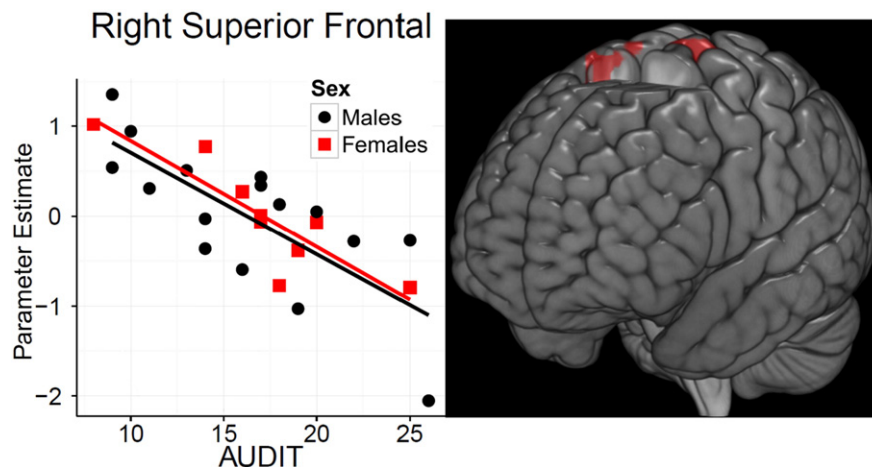 Right Superior Frontal
Sex
Males
Females
Parameter Estimate
1
0
−1
−2
10
15
20
25
AUDIT